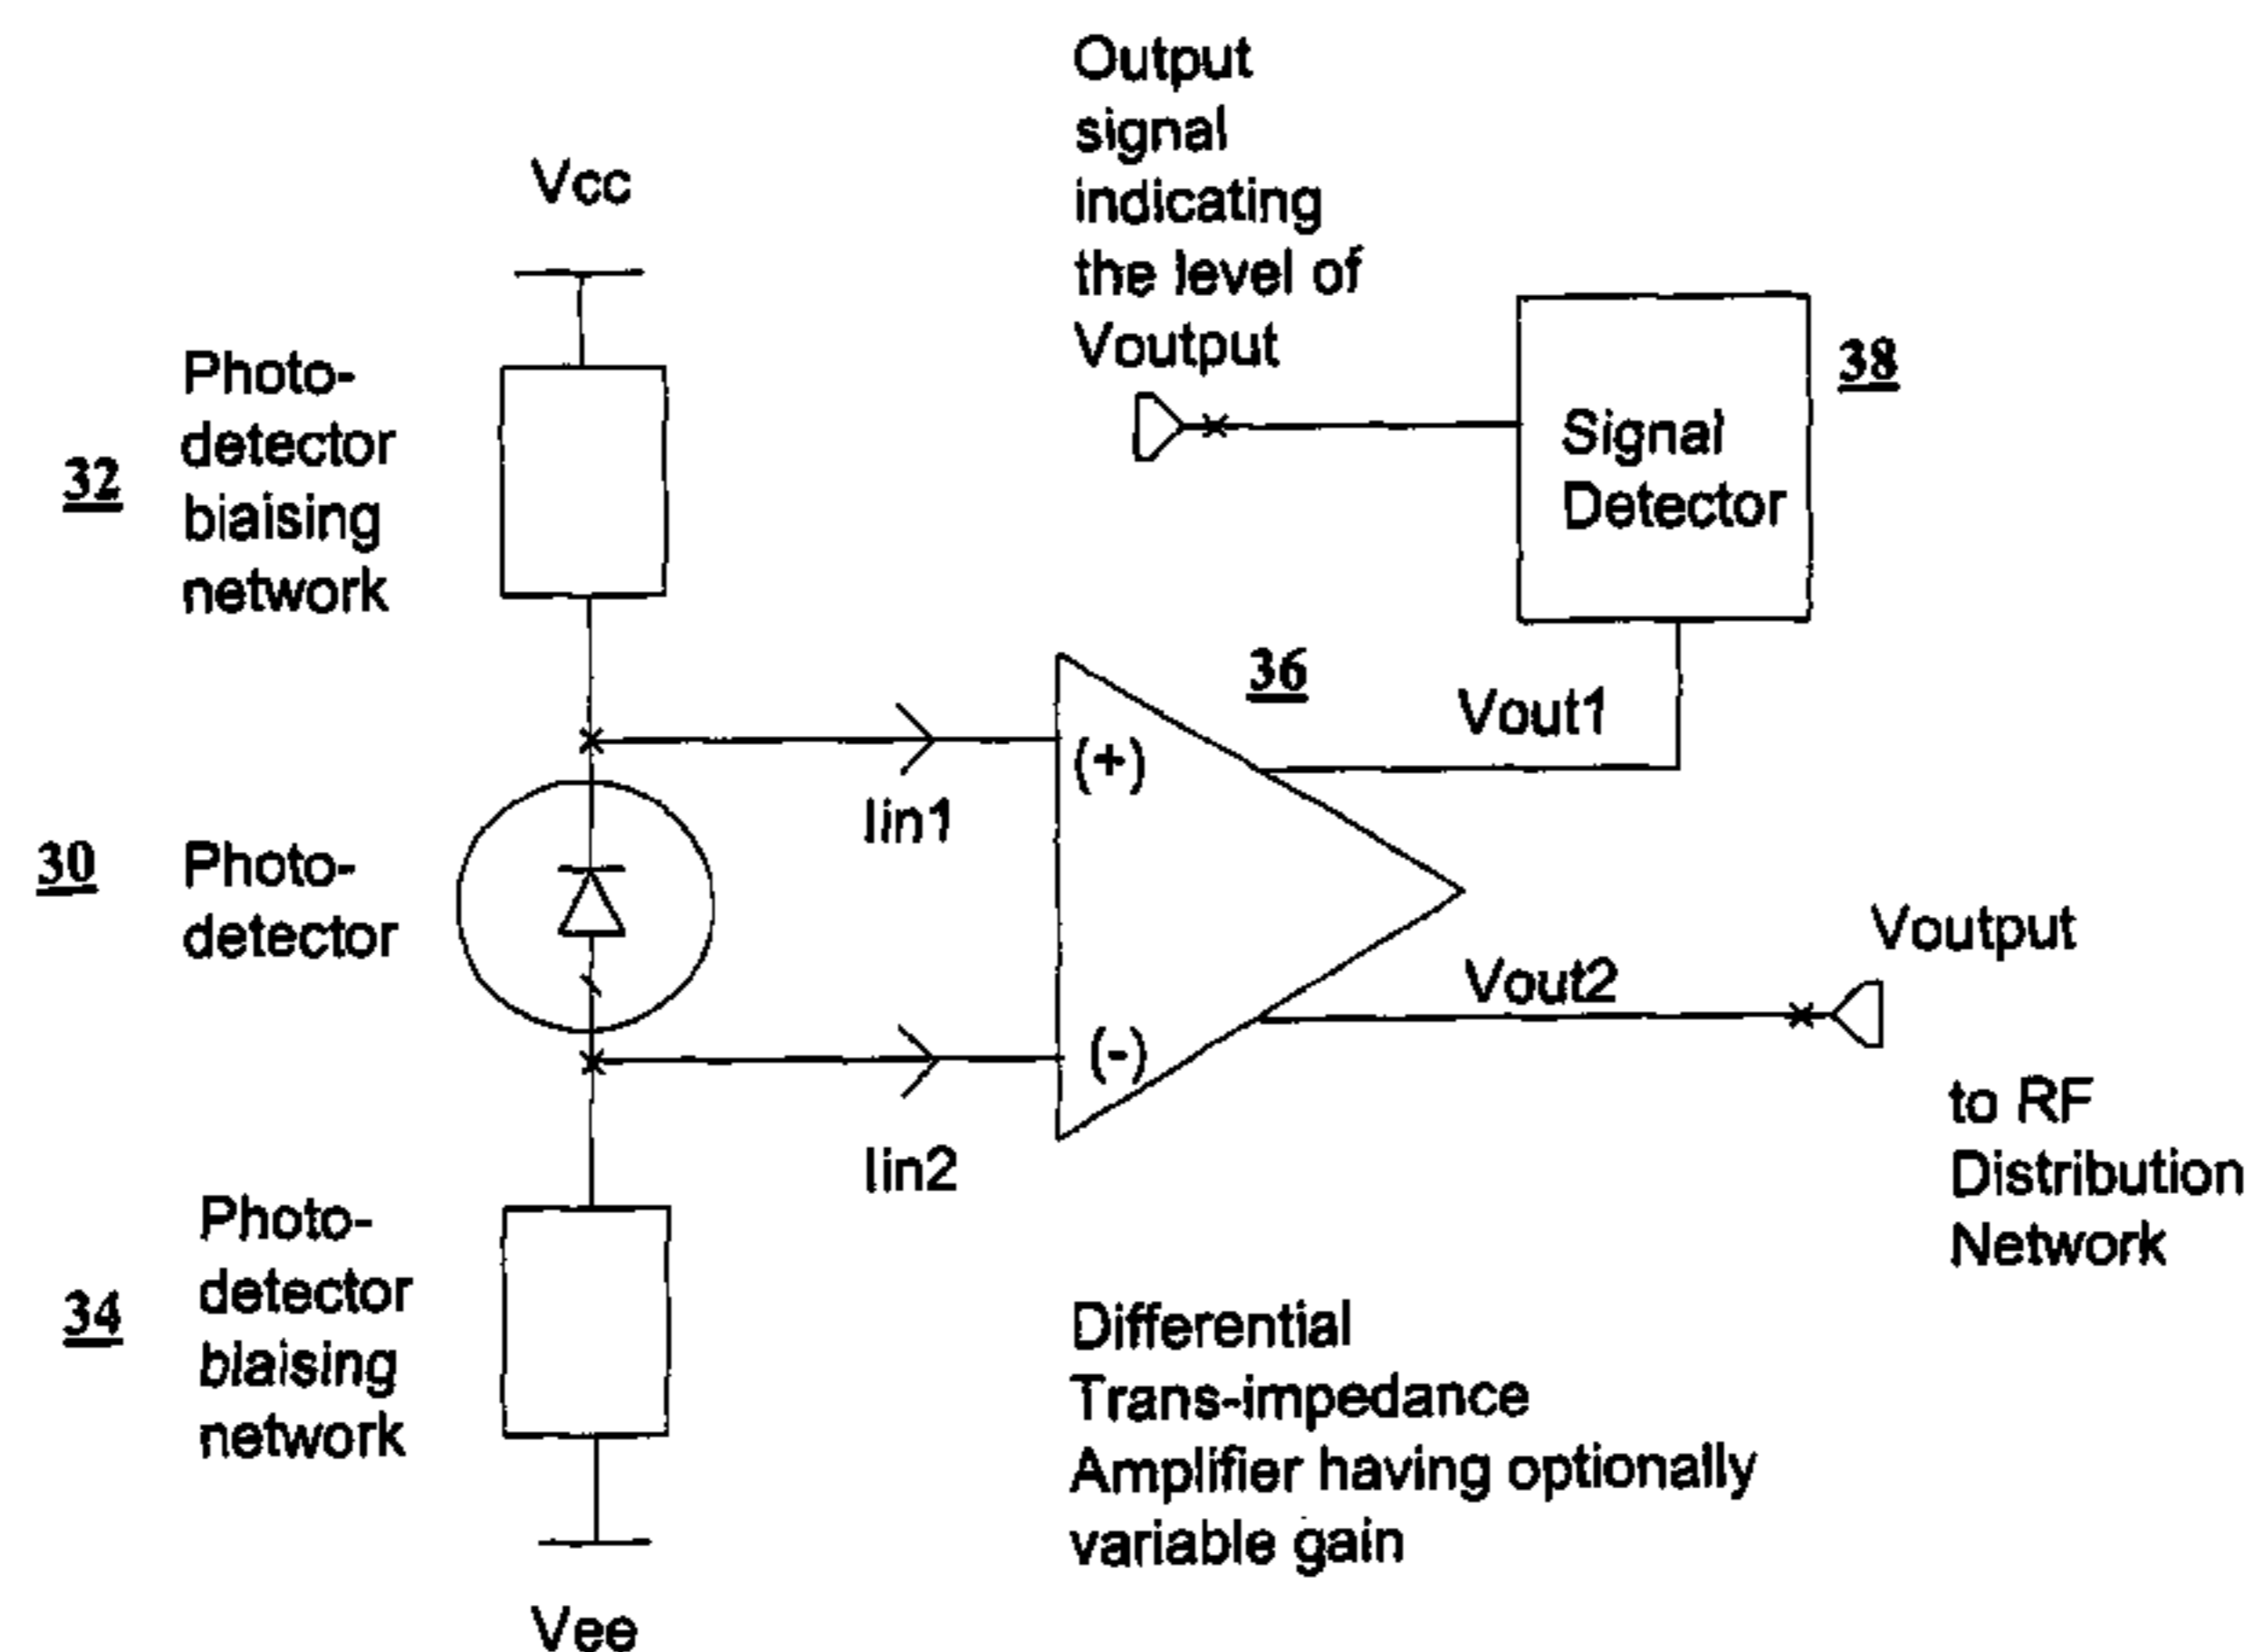 Output
signal
indicating
the level of
Voutput
Vcc
Photo-
detector
biaising
network
32
Signal
Detector
38
36
Vout1
(+)
Iin1
30
Photo-
detector
Voutput
Vout2
(-)
Iin2
to RF
Distribution
Network
Photo-
detector
biaising
network
34
Differential
Trans-impedance
Amplifier having optionally
variable gain
Vee